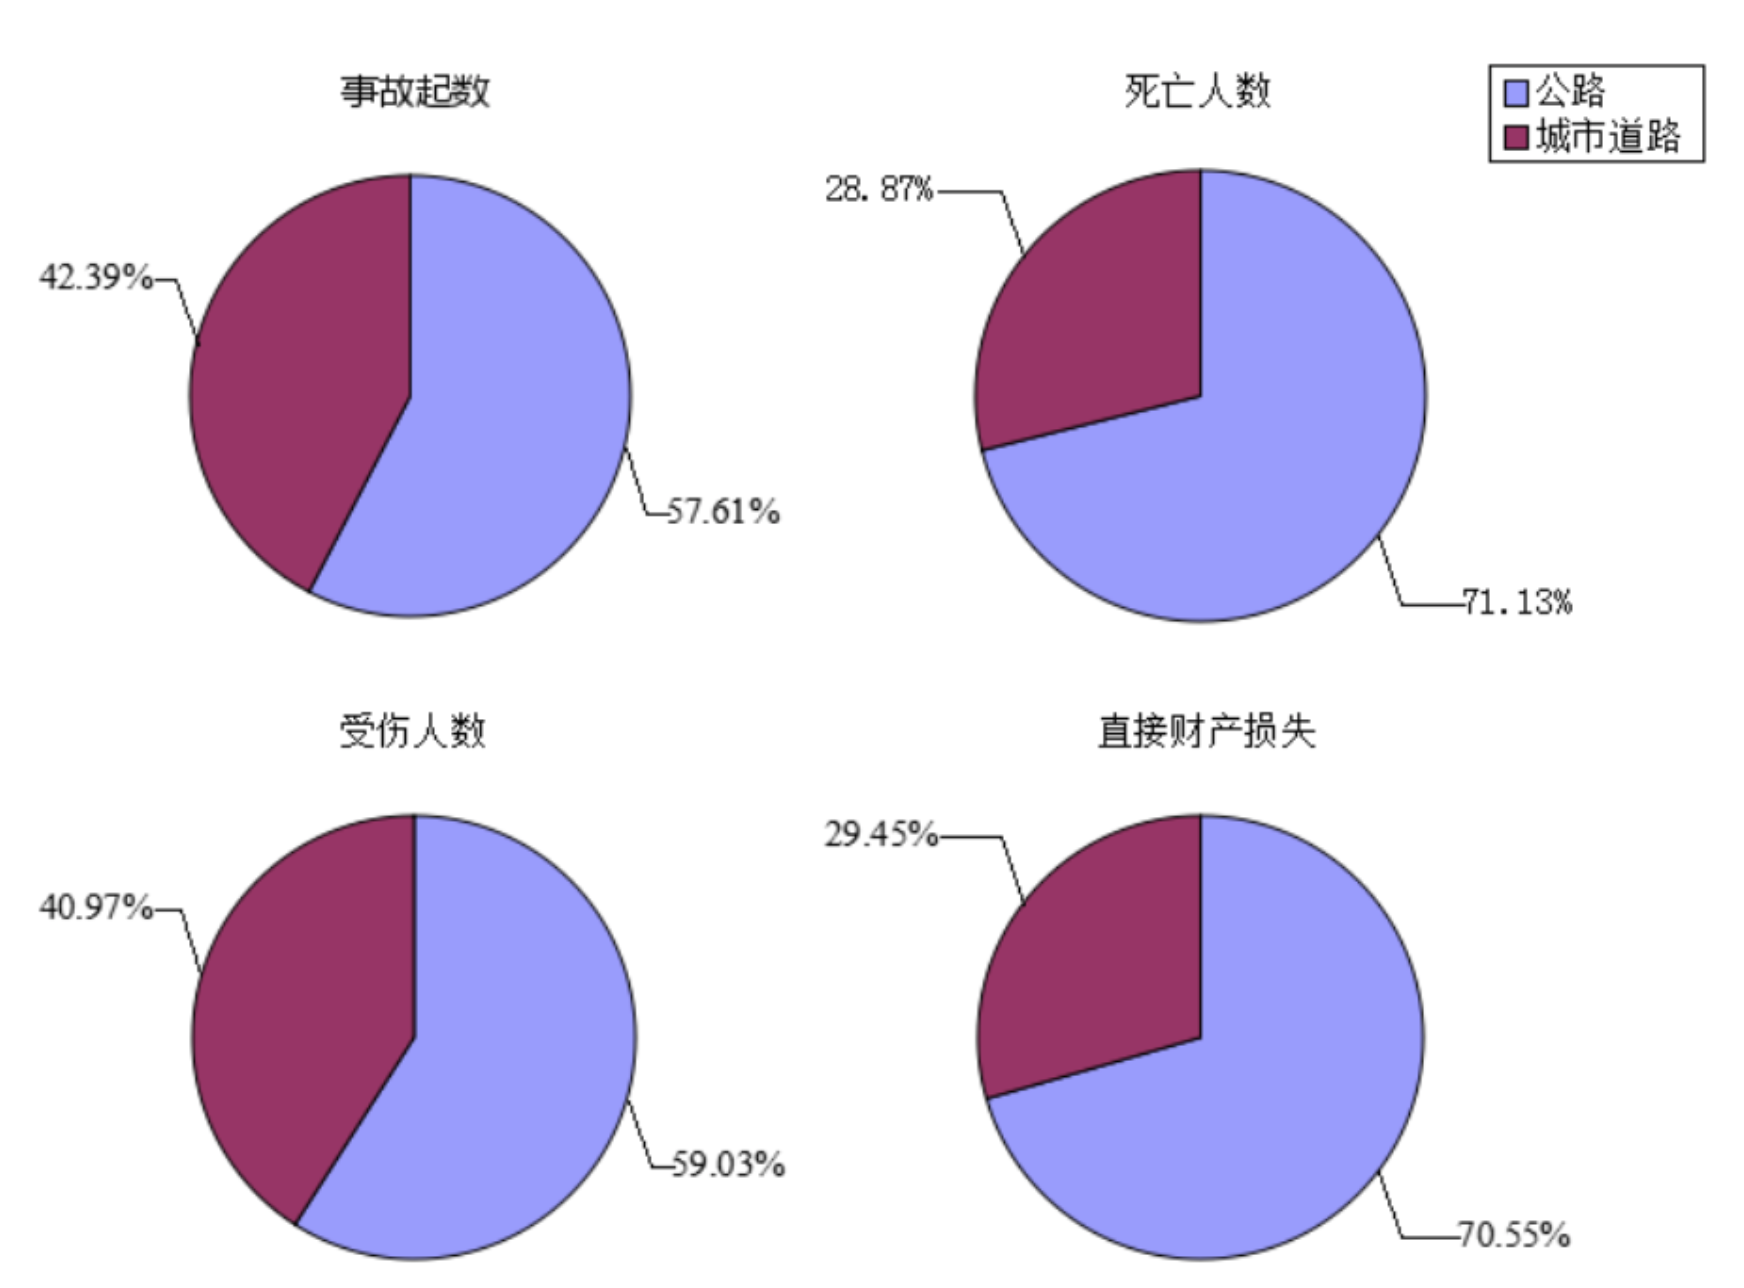 事故起数
42.39%
57.61%
死亡人数
28.87%
71.13%
公路
城市道路
受伤人数
40.97%
59.03%
直接财产损失
29.45%
70.55%